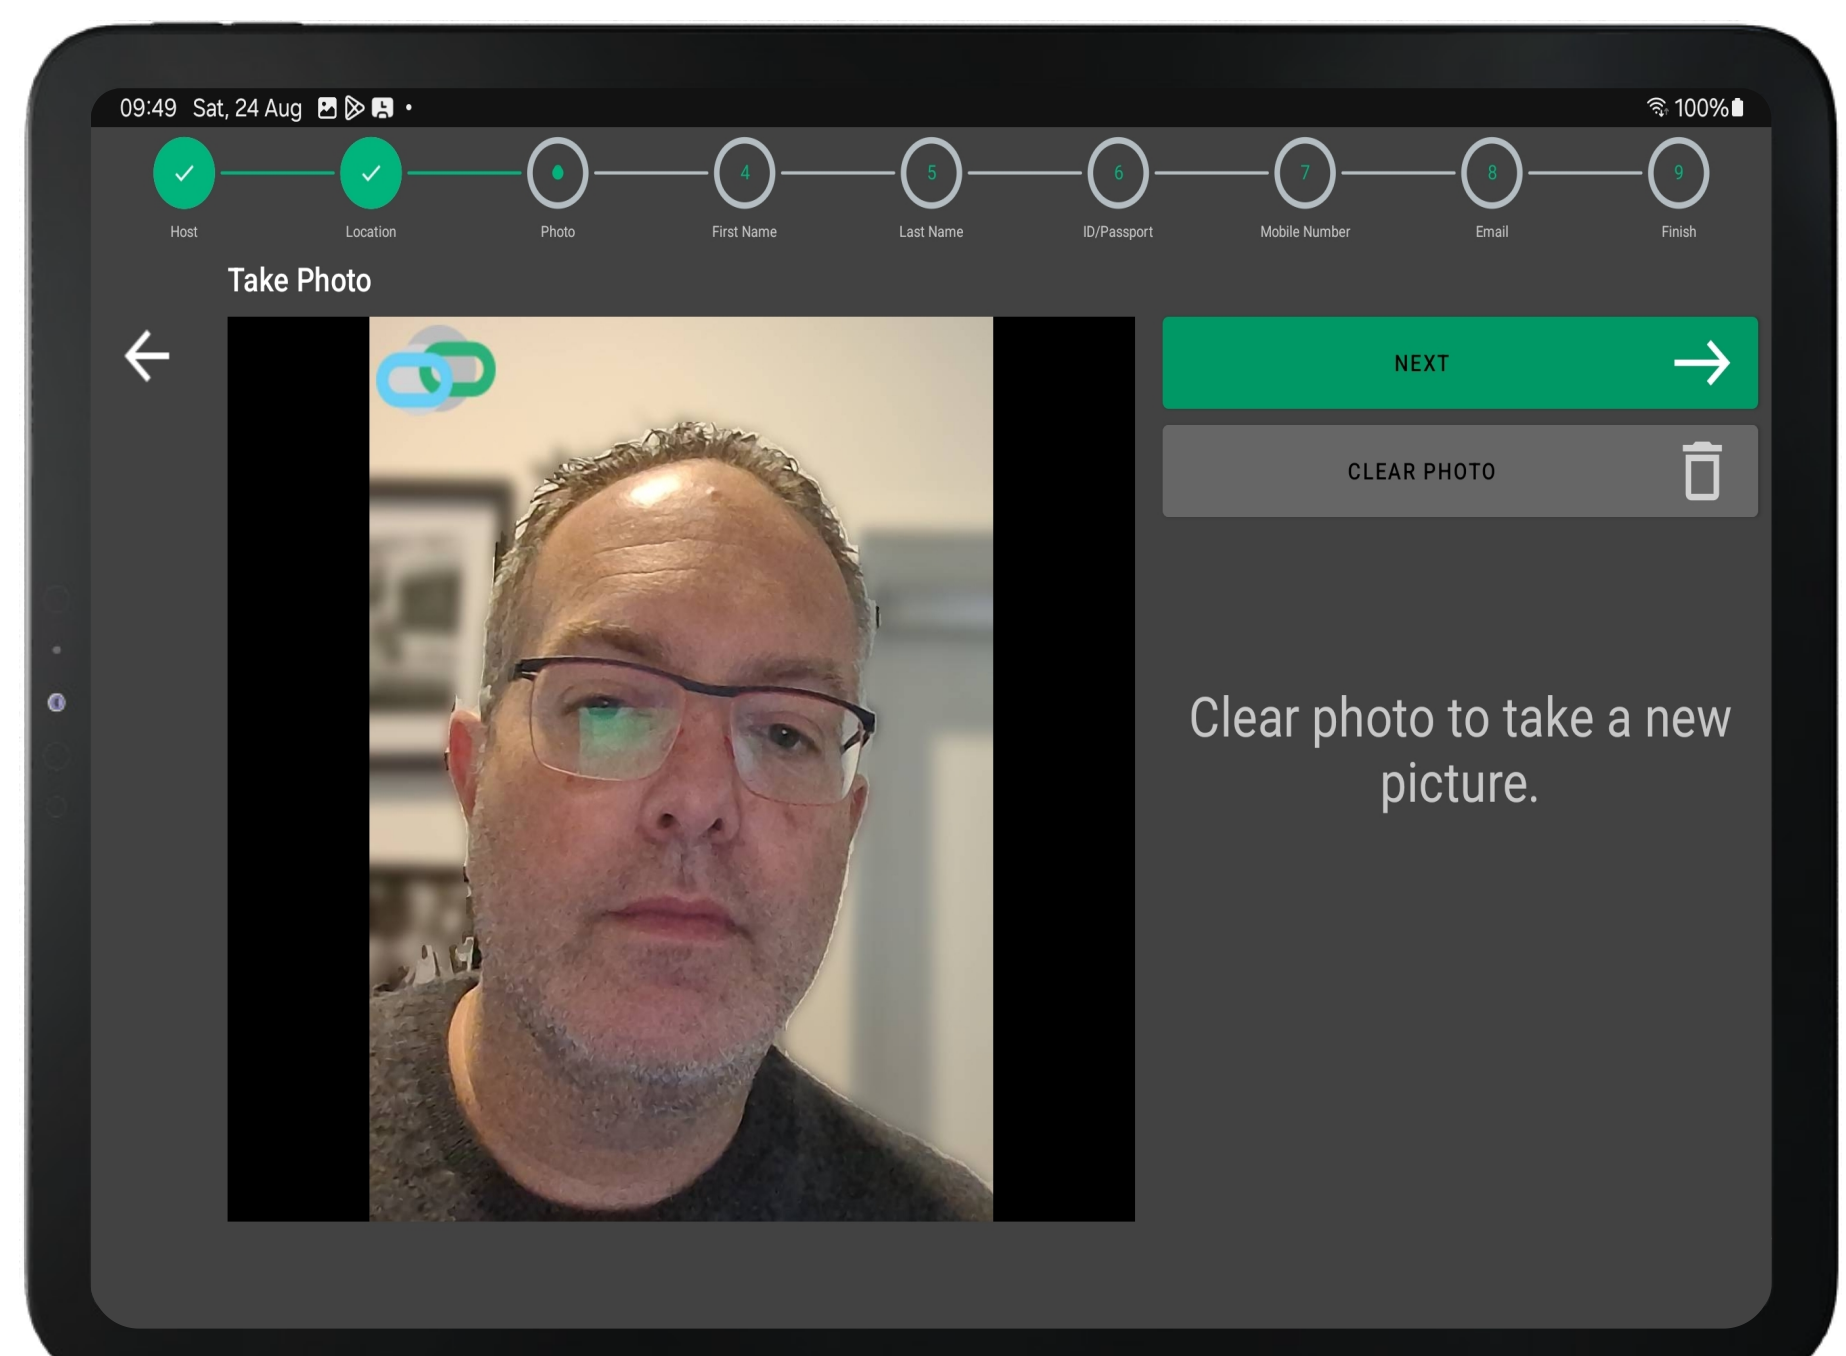 09:49 Sat, 24 Aug
100%
4
5
6
7
8
9
Host
Location
Photo
First Name
Last Name
ID/Passport
Mobile Number
Email
Finish
Take Photo
NEXT
CLEAR PHOTO
Clear photo to take a new
picture.